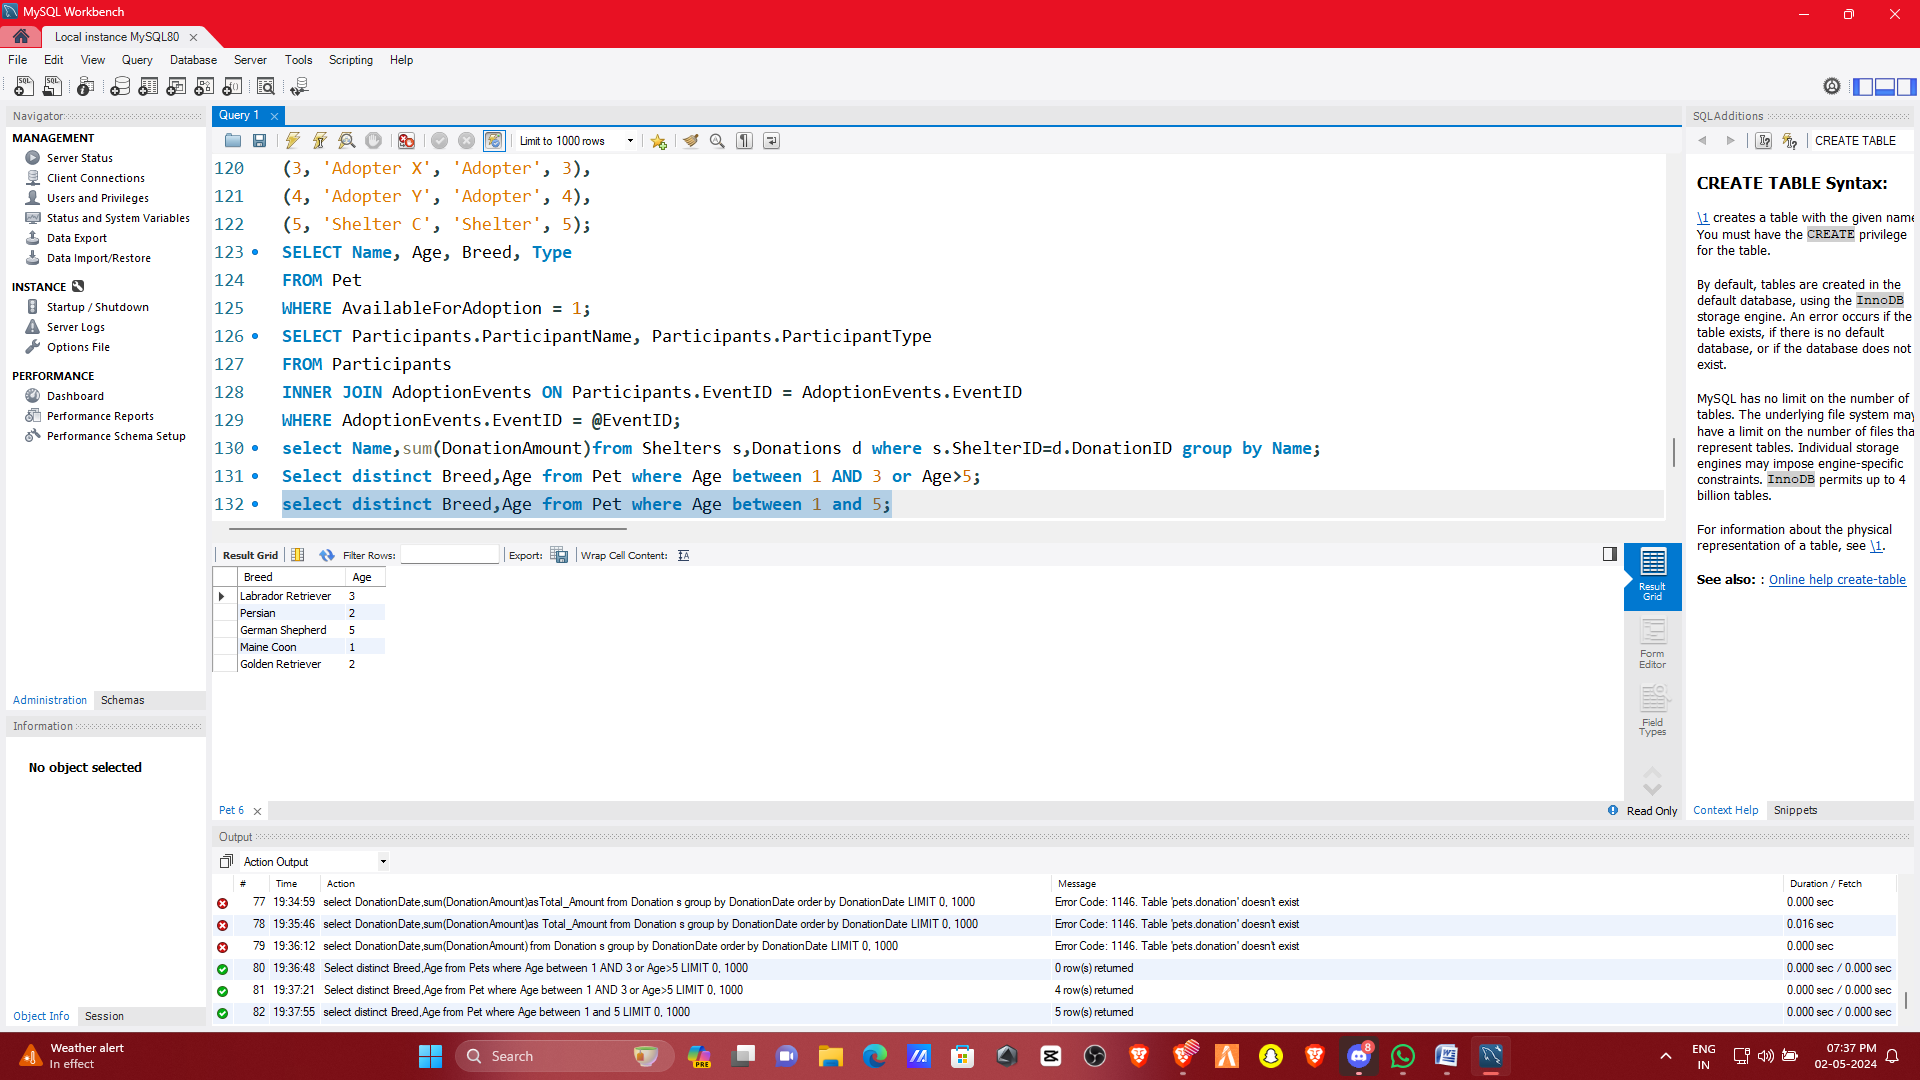 MySQL Workbench
Local instance MySQL80
File Edit View Query Database Server Tools Scripting Help
Navigator
MANAGEMENT
Server Status
Client Connections
Users and Privileges
Status and System Variables
Data Export
Data Import/Restore
INSTANCE
Startup / Shutdown
Server Logs
Options File
PERFORMANCE
Dashboard
Performance Reports
Performance Schema Setup
Administration Schemas
Information
No object selected
Object Info Session
Query 1
Limit to 1000 rows
120 (3, 'Adopter X', 'Adopter', 3),
121 (4, 'Adopter Y', 'Adopter', 4),
122 (5, 'Shelter C', 'Shelter', 5);
123 SELECT Name, Age, Breed, Type
124 FROM Pet
125 WHERE AvailableForAdoption = 1;
126 SELECT Participants.ParticipantName, Participants.ParticipantType
127 FROM Participants
128 INNER JOIN AdoptionEvents ON Participants.EventID = AdoptionEvents.EventID
129 WHERE AdoptionEvents.EventID = @EventID;
130 select Name,sum(DonationAmount)from Shelters s,Donations d where s.ShelterID=d.DonationID group by Name;
131 Select distinct Breed,Age from Pet where Age between 1 AND 3 or Age>5;
132 select distinct Breed,Age from Pet where Age between 1 and 5;
Result Grid Filter Rows: Export: Wrap Cell Content:
Breed Age
Labrador Retriever 3
Persian 2
German Shepherd 5
Maine Coon 1
Golden Retriever 2
Result Grid
Form Editor
Field Types
Pet 6
Read Only
SQLAdditions
CREATE TABLE
CREATE TABLE Syntax:
\1 creates a table with the given name
You must have the CREATE privilege
for the table.
By default, tables are created in the
default database, using the InnoDB
storage engine. An error occurs if the
table exists, if there is no default
database, or if the database does not
exist.
MySQL has no limit on the number of
tables. The underlying file system may
have a limit on the number of files tha
represent tables. Individual storage
engines may impose engine-specific
constraints. InnoDB permits up to 4
billion tables.
For information about the physical
representation of a table, see \1.
See also: : Online help create-table
Context Help Snippets
Output
Action Output
# Time Action Message Duration / Fetch
77 19:34:59 select DonationDate,sum(DonationAmount)asTotal_Amount from Donation s group by DonationDate order by DonationDate LIMIT 0, 1000 Error Code: 1146. Table 'pets.donation' doesn't exist 0.000 sec
78 19:35:46 select DonationDate,sum(DonationAmount)as Total_Amount from Donation s group by DonationDate order by DonationDate LIMIT 0, 1000 Error Code: 1146. Table 'pets.donation' doesn't exist 0.016 sec
79 19:36:12 select DonationDate,sum(DonationAmount) from Donation s group by DonationDate order by DonationDate LIMIT 0, 1000 Error Code: 1146. Table 'pets.donation' doesn't exist 0.000 sec
80 19:36:48 Select distinct Breed,Age from Pets where Age between 1 AND 3 or Age>5 LIMIT 0, 1000 0 row(s) returned 0.000 sec / 0.000 sec
81 19:37:21 Select distinct Breed,Age from Pet where Age between 1 AND 3 or Age>5 LIMIT 0, 1000 4 row(s) returned 0.000 sec / 0.000 sec
82 19:37:55 select distinct Breed,Age from Pet where Age between 1 and 5 LIMIT 0, 1000 5 row(s) returned 0.000 sec / 0.000 sec
Weather alert
In effect
Search
PRE
8
ENG
IN
07:37 PM
02-05-2024